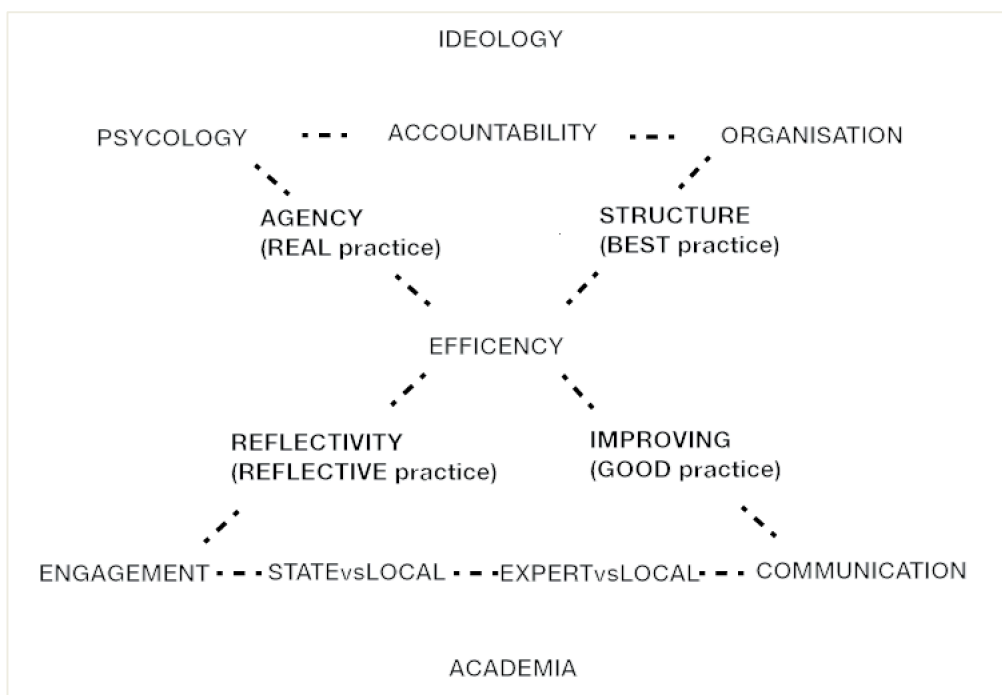 IDEOLOGY
PSYCOLOGY ACCOUNTABILITY ORGANISATION
AGENCY STRUCTURE
(REAL practice) (BEST practice)
EFFICENCY
REFLECTIVITY IMPROVING
(REFLECTIVE practice) (GOOD practice)
ENGAGEMENT STATEvsLOCAL EXPERTvsLOCAL COMMUNICATION
ACADEMIA